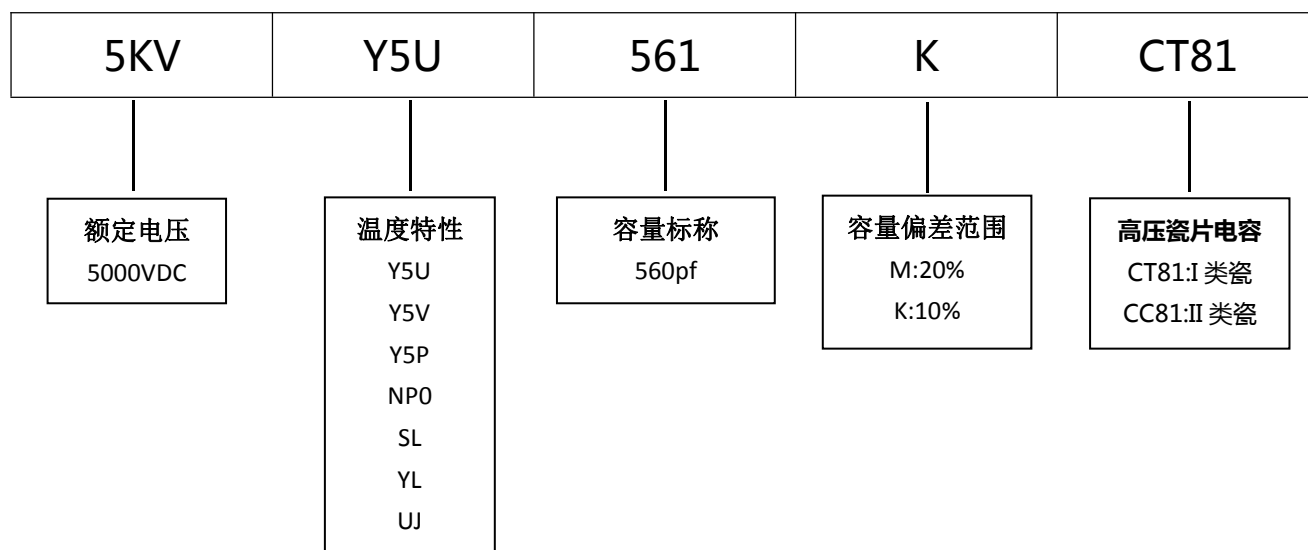 5KV Y5U 561 K CT81
额定电压
5000VDC
温度特性
Y5U
Y5V
Y5P
NP0
SL
YL
UJ
容量标称
560pf
容量偏差范围
M:20%
K:10%
高压瓷片电容
CT81:I 类瓷
CC81:II 类瓷